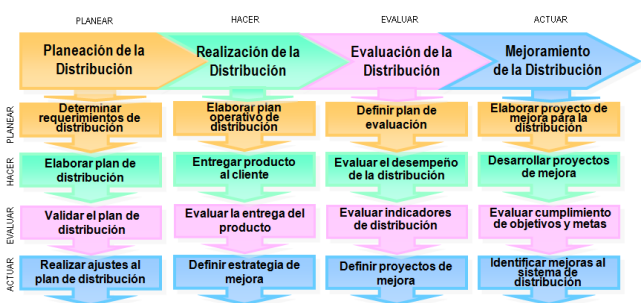 PLANEAR
HACER
EVALUAR
ACTUAR
Planeación de la
Distribución
Realización de la
Distribución
Evaluación de la
Distribución
Mejoramiento
de la Distribución
PLANEAR
Determinar
requerimientos de
distribución
Elaborar plan
operativo de
distribución
Definir plan de
evaluación
Elaborar proyecto de
mejora para la
distribución
HACER
Elaborar plan de
distribución
Entregar producto
al cliente
Evaluar el desempeño
de la distribución
Desarrollar proyectos
de mejora
EVALUAR
Validar el plan de
distribución
Evaluar la entrega del
producto
Evaluar indicadores
de distribución
Evaluar cumplimiento
de objetivos y metas
ACTUAR
Realizar ajustes al
plan de distribución
Definir estrategia de
mejora
Definir proyectos de
mejora
Identificar mejoras al
sistema de
distribución